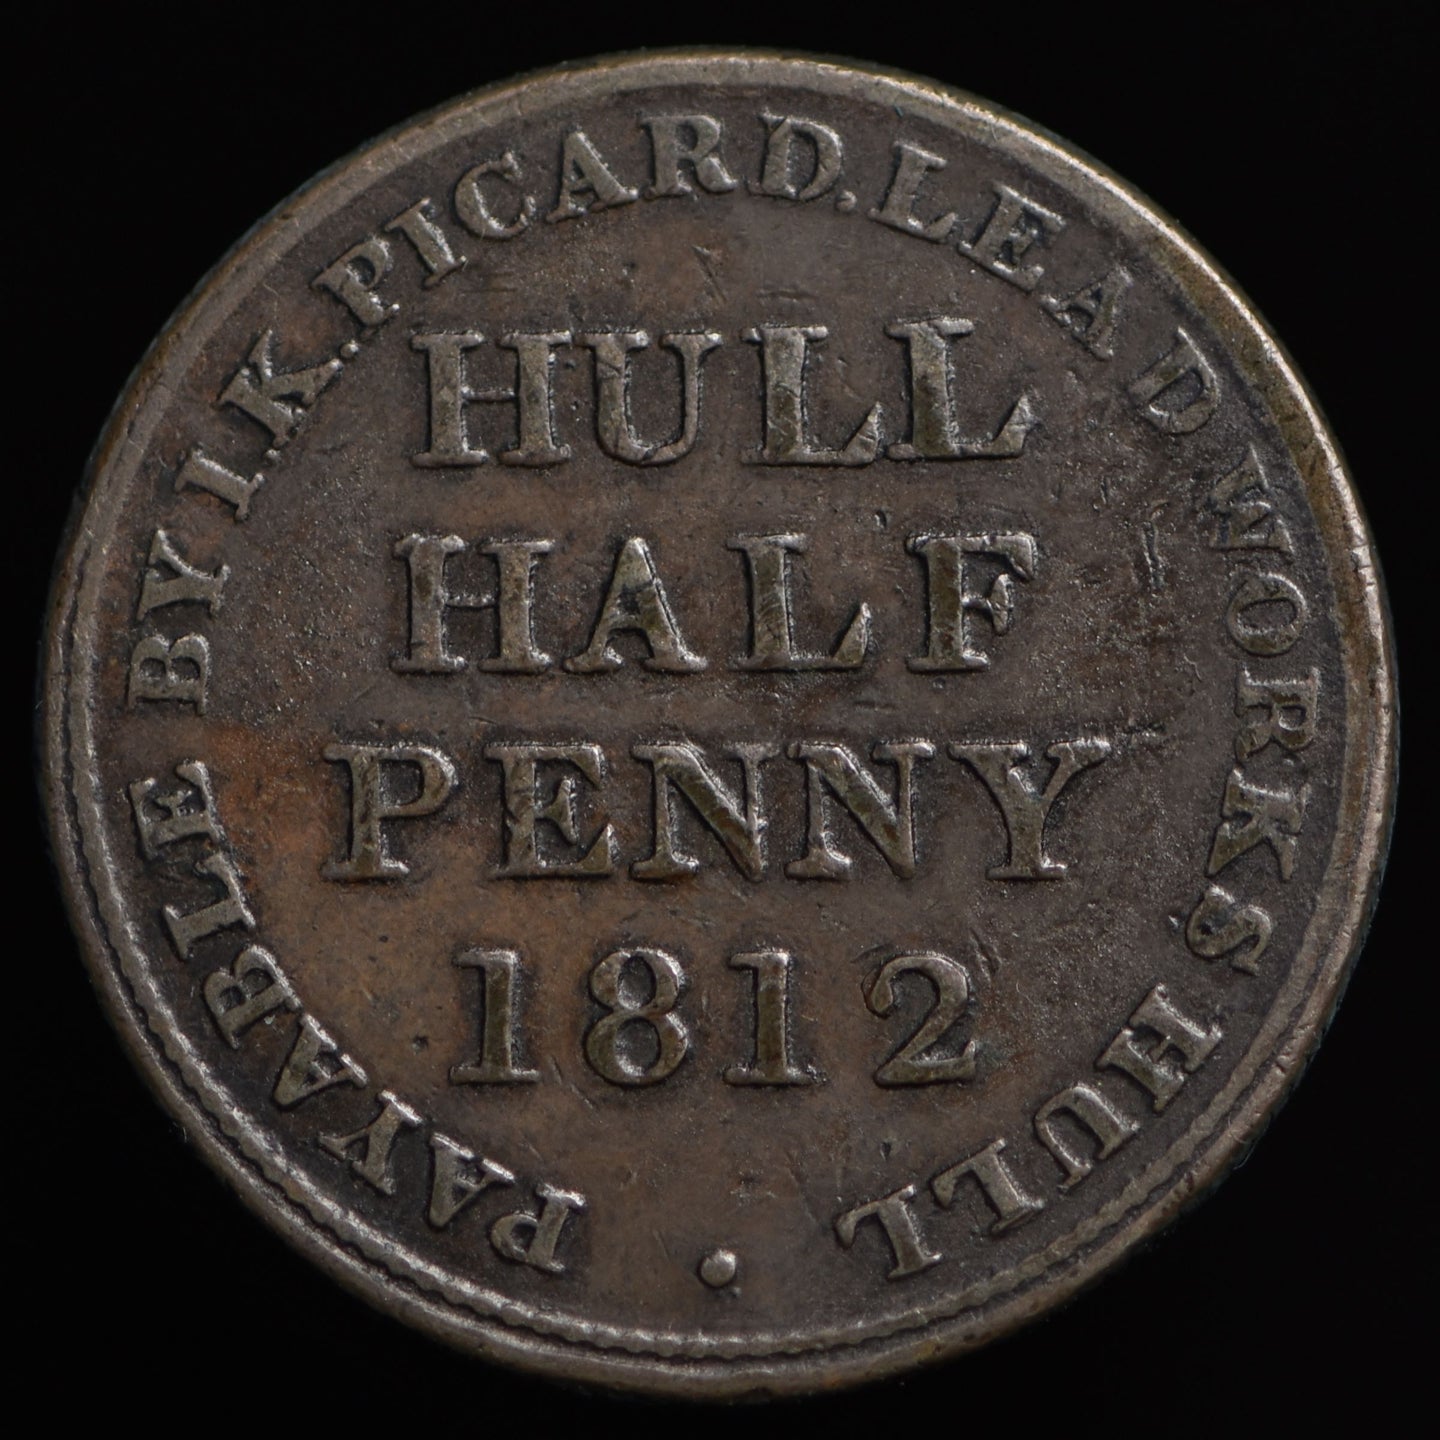 PAYABLE BY I.K.PICARD.LEAD WORKS HULL
HULL
HALF
PENNY
1812